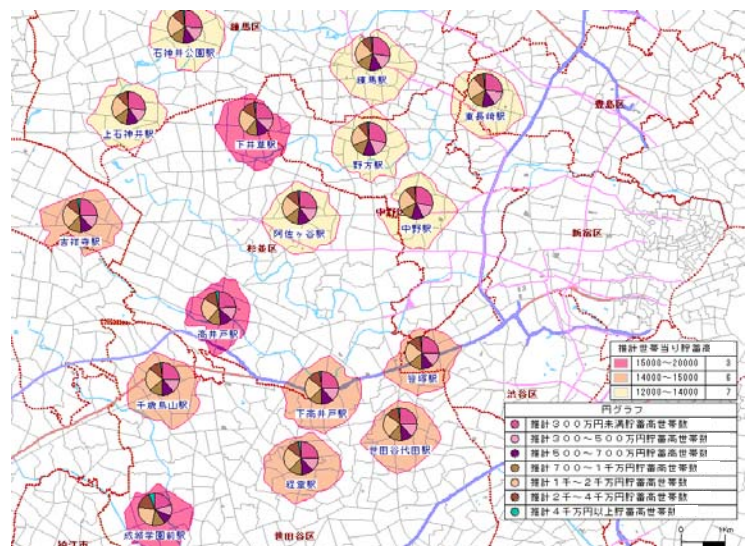 練馬区
石神井公園駅
練馬駅
東長崎駅
豊島区
上石神井駅
下井草駅
野方駅
吉祥寺駅
阿佐ヶ谷駅
中野区
中野駅
新宿区
杉並区
高井戸駅
笹塚駅
千歳烏山駅
下高井戸駅
渋谷区
世田谷代田駅
経堂駅
成城学園前駅
世田谷区
狛江市
推計世帯当り貯蓄高
15000～20000 3
14000～15000 6
12000～14000 7
円グラフ
推計300万円未満貯蓄高世帯数
推計300～500万円貯蓄高世帯数
推計500～700万円貯蓄高世帯数
推計700～1千万円貯蓄高世帯数
推計1千～2千万円貯蓄高世帯数
推計2千～4千万円貯蓄高世帯数
推計4千万円以上貯蓄高世帯数
0 1Km